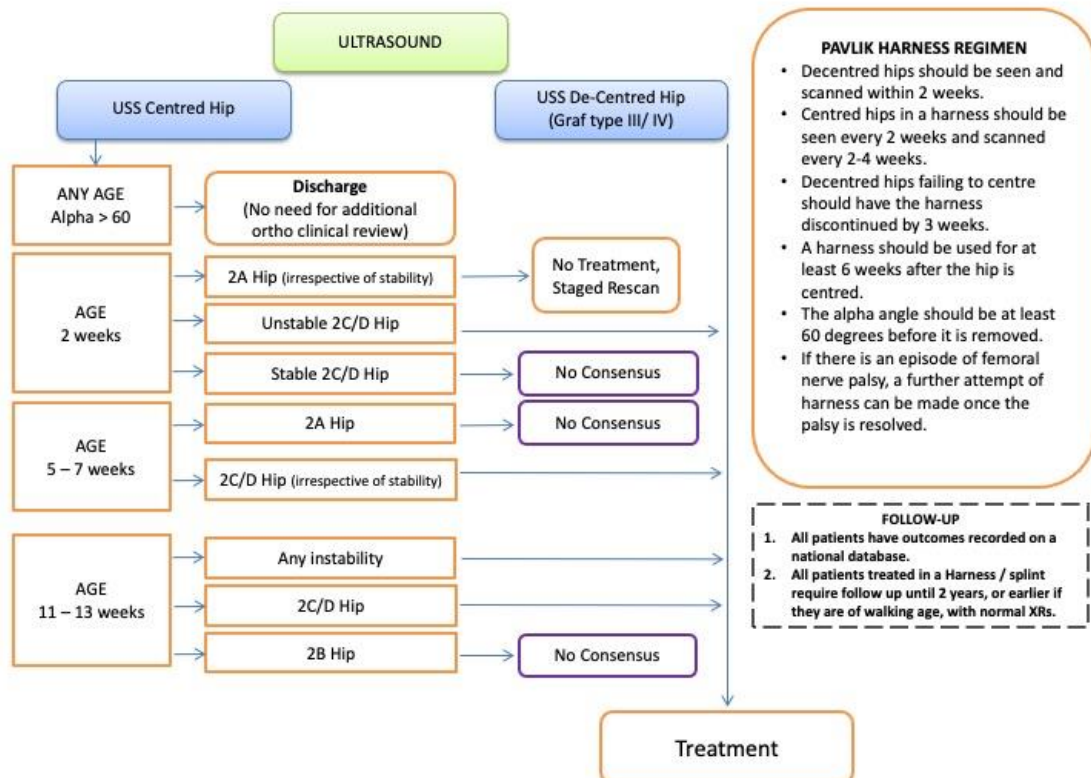 ULTRASOUND
USS Centred Hip
USS De-Centred Hip
(Graf type III/ IV)
ANY AGE
Alpha > 60
Discharge
(No need for additional
ortho clinical review)
AGE
2 weeks
2A Hip (irrespective of stability)
No Treatment,
Staged Rescan
Unstable 2C/D Hip
Stable 2C/D Hip
No Consensus
AGE
5 – 7 weeks
2A Hip
No Consensus
2C/D Hip (irrespective of stability)
AGE
11 – 13 weeks
Any instability
2C/D Hip
2B Hip
No Consensus
Treatment
PAVLIK HARNESS REGIMEN
• Decentred hips should be seen and
scanned within 2 weeks.
• Centred hips in a harness should be
seen every 2 weeks and scanned
every 2-4 weeks.
• Decentred hips failing to centre
should have the harness
discontinued by 3 weeks.
• A harness should be used for at
least 6 weeks after the hip is
centred.
• The alpha angle should be at least
60 degrees before it is removed.
• If there is an episode of femoral
nerve palsy, a further attempt of
harness can be made once the
palsy is resolved.
FOLLOW-UP
1. All patients have outcomes recorded on a
national database.
2. All patients treated in a Harness / splint
require follow up until 2 years, or earlier if
they are of walking age, with normal XRs.